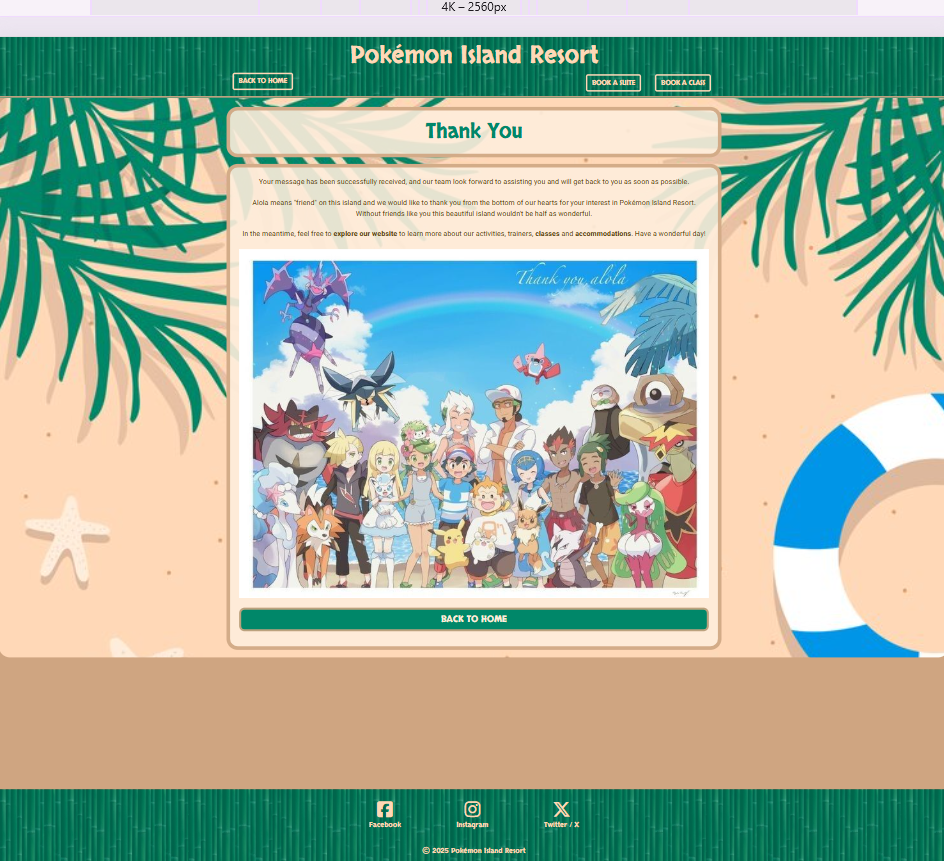 4K – 2560px
Pokémon Island Resort
BACK TO HOME
BOOK A SUITE
BOOK A CLASS
Thank You
Your message has been successfully received, and our team look forward to assisting you and will get back to you as soon as possible.
Alola means "friend" on this island and we would like to thank you from the bottom of our hearts for your interest in Pokémon Island Resort.
Without friends like you this beautiful island wouldn't be half as wonderful.
In the meantime, feel free to explore our website to learn more about our activities, trainers, classes and accommodations. Have a wonderful day!
Thank you alola
BACK TO HOME
Facebook
Instagram
Twitter / X
© 2025 Pokémon Island Resort